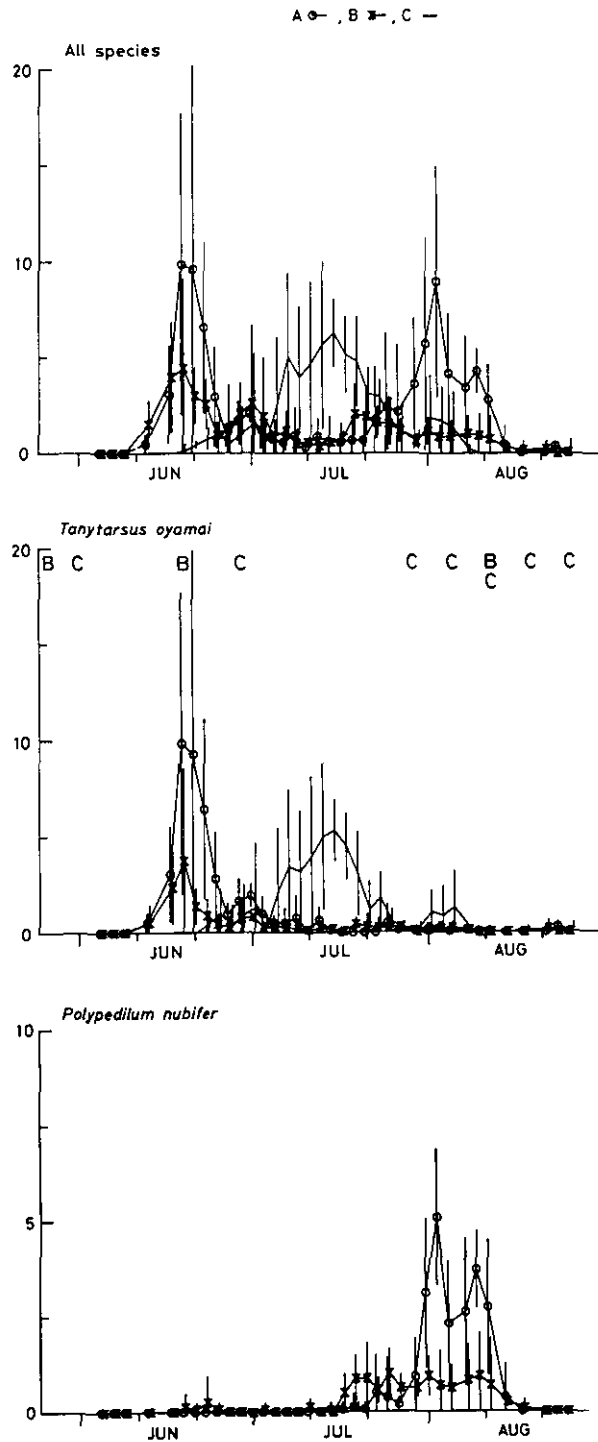 A , B , C
All species
20
10
0
JUN JUL AUG
Tanytarsus oyamai
B C B C C C B C C
C
20
10
0
JUN JUL AUG
Polypedilum nubifer
10
5
0
JUN JUL AUG